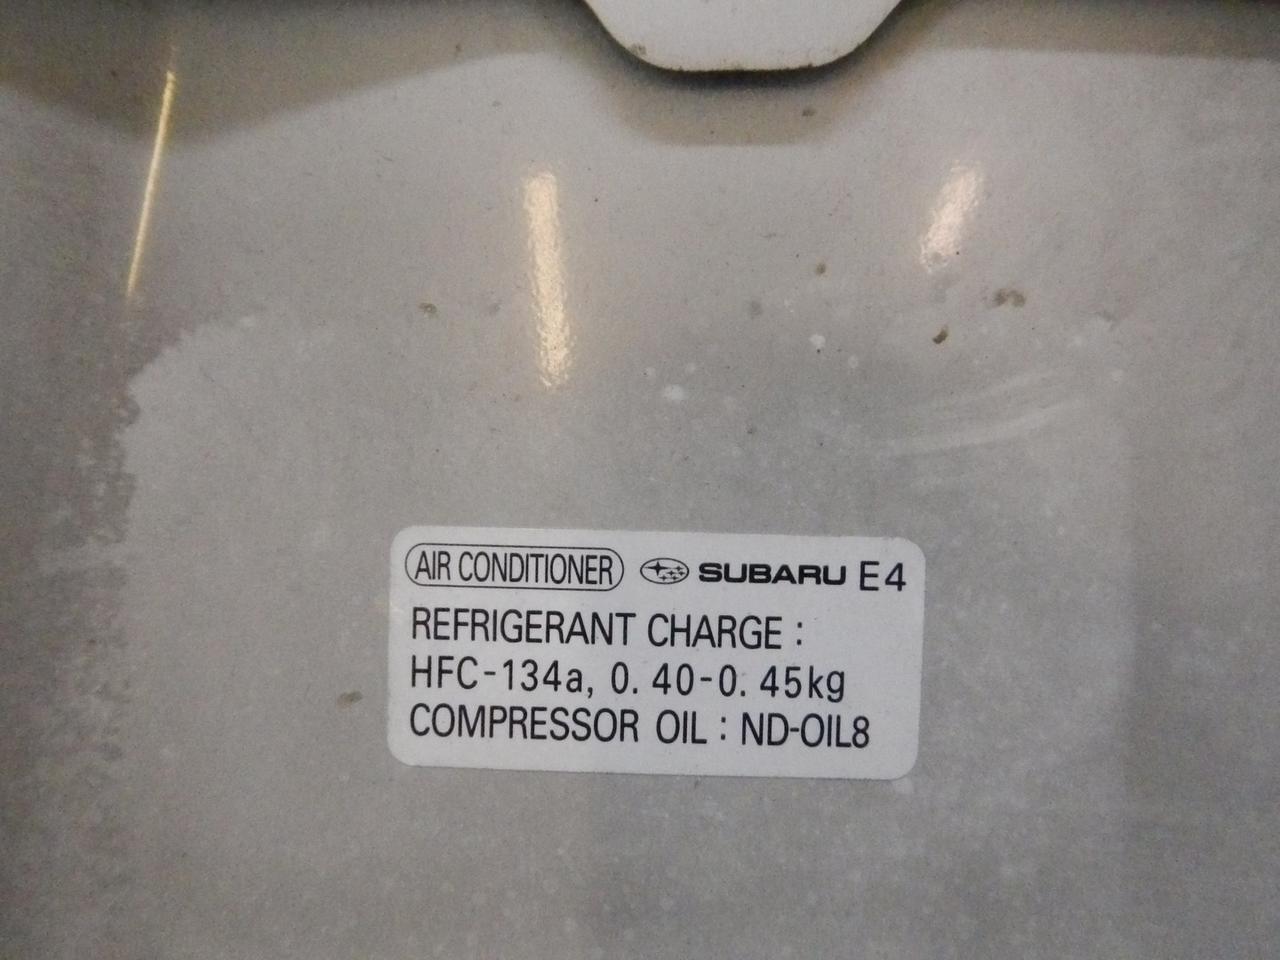 AIR CONDITIONER SUBARU E4
REFRIGERANT CHARGE :
HFC-134a, 0. 40-0. 45kg
COMPRESSOR OIL : ND-OIL8